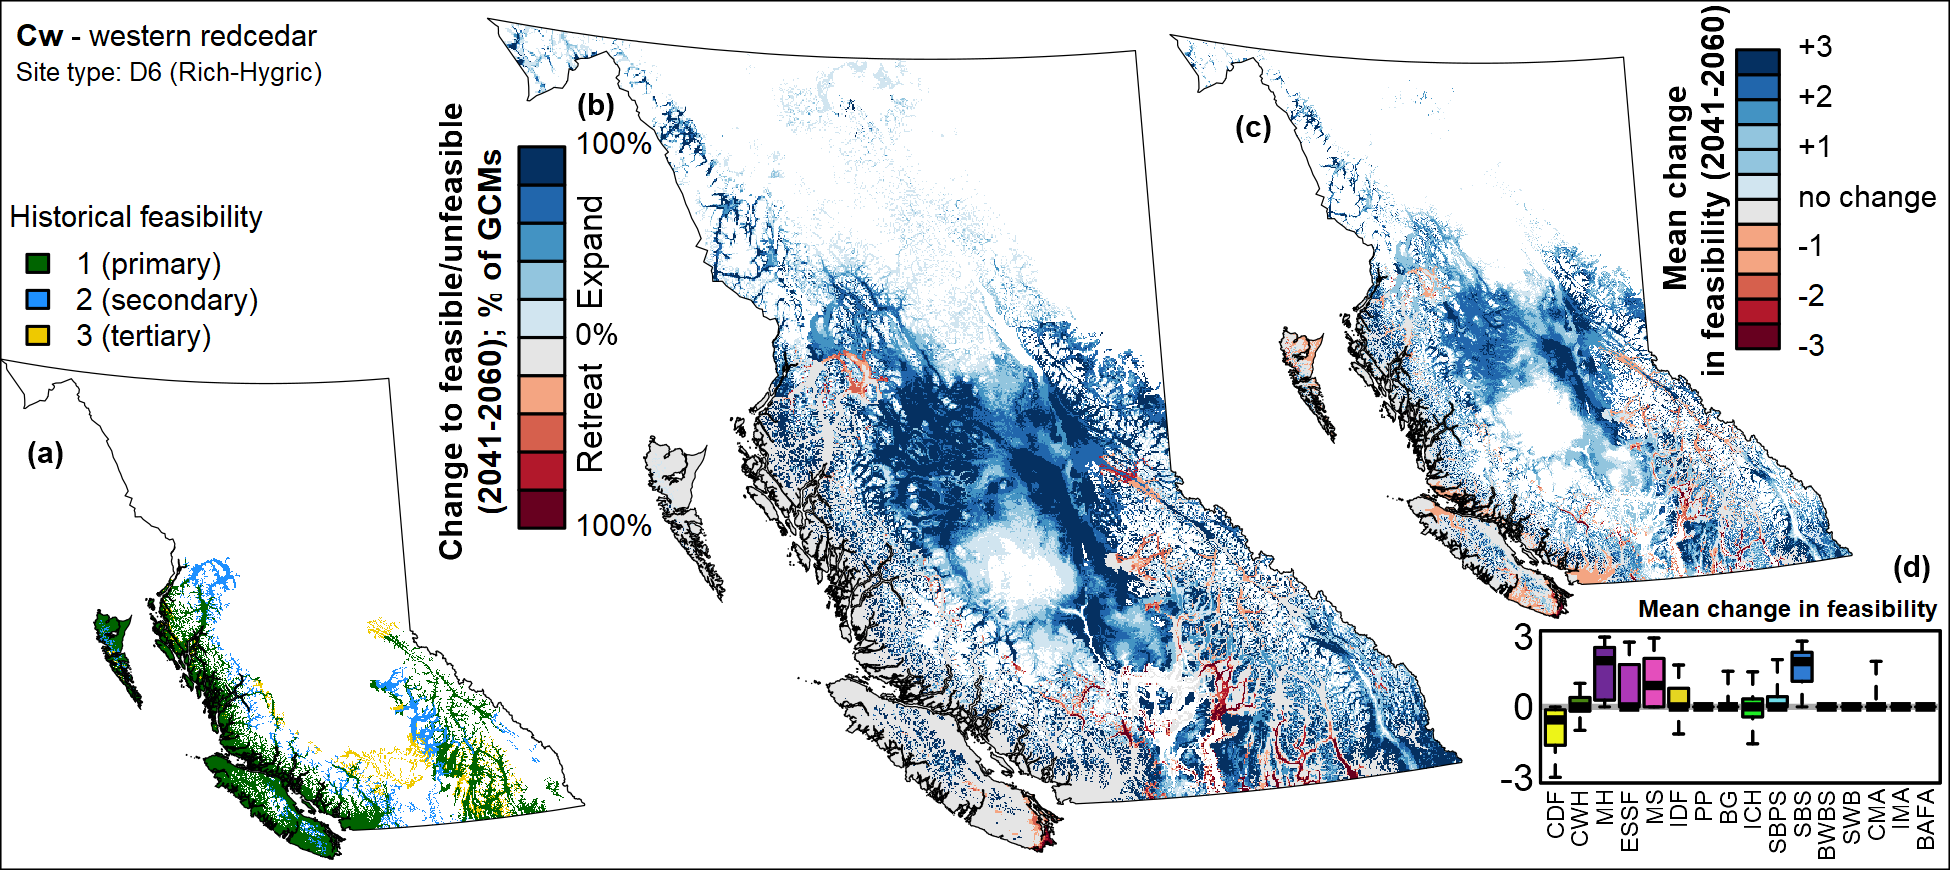 Cw - western redcedar
Site type: D6 (Rich-Hygric)
Historical feasibility
1 (primary)
2 (secondary)
3 (tertiary)
(a)
Change to feasible/unfeasible
(2041-2060); % of GCMs
100%
Expand
0%
Retreat
100%
(b)
(c)
Mean change
in feasibility (2041-2060)
+3
+2
+1
no change
-1
-2
-3
(d)
Mean change in feasibility
3
0
-3
CDF
CWH
MH
ESSF
MS
IDF
PP
BG
ICH
SBPS
SBS
BWBS
SWB
CMA
IMA
BAFA